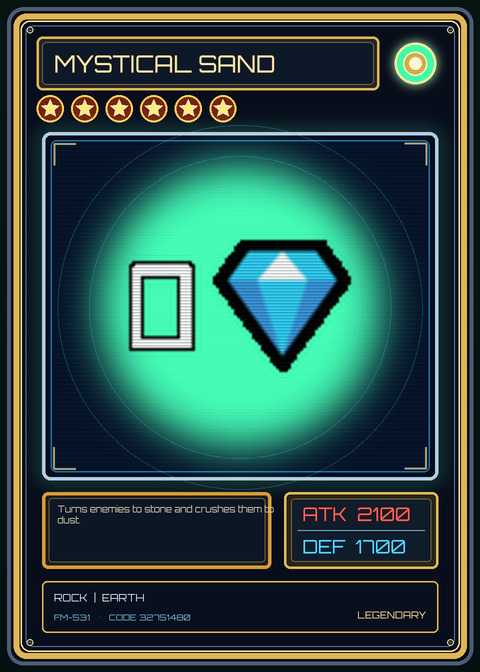 MYSTICAL SAND
Turns enemies to stone and crushes them to
dust.
ATK 2100
DEF 1700
ROCK | EARTH
FM-531 · CODE 32751480
LEGENDARY